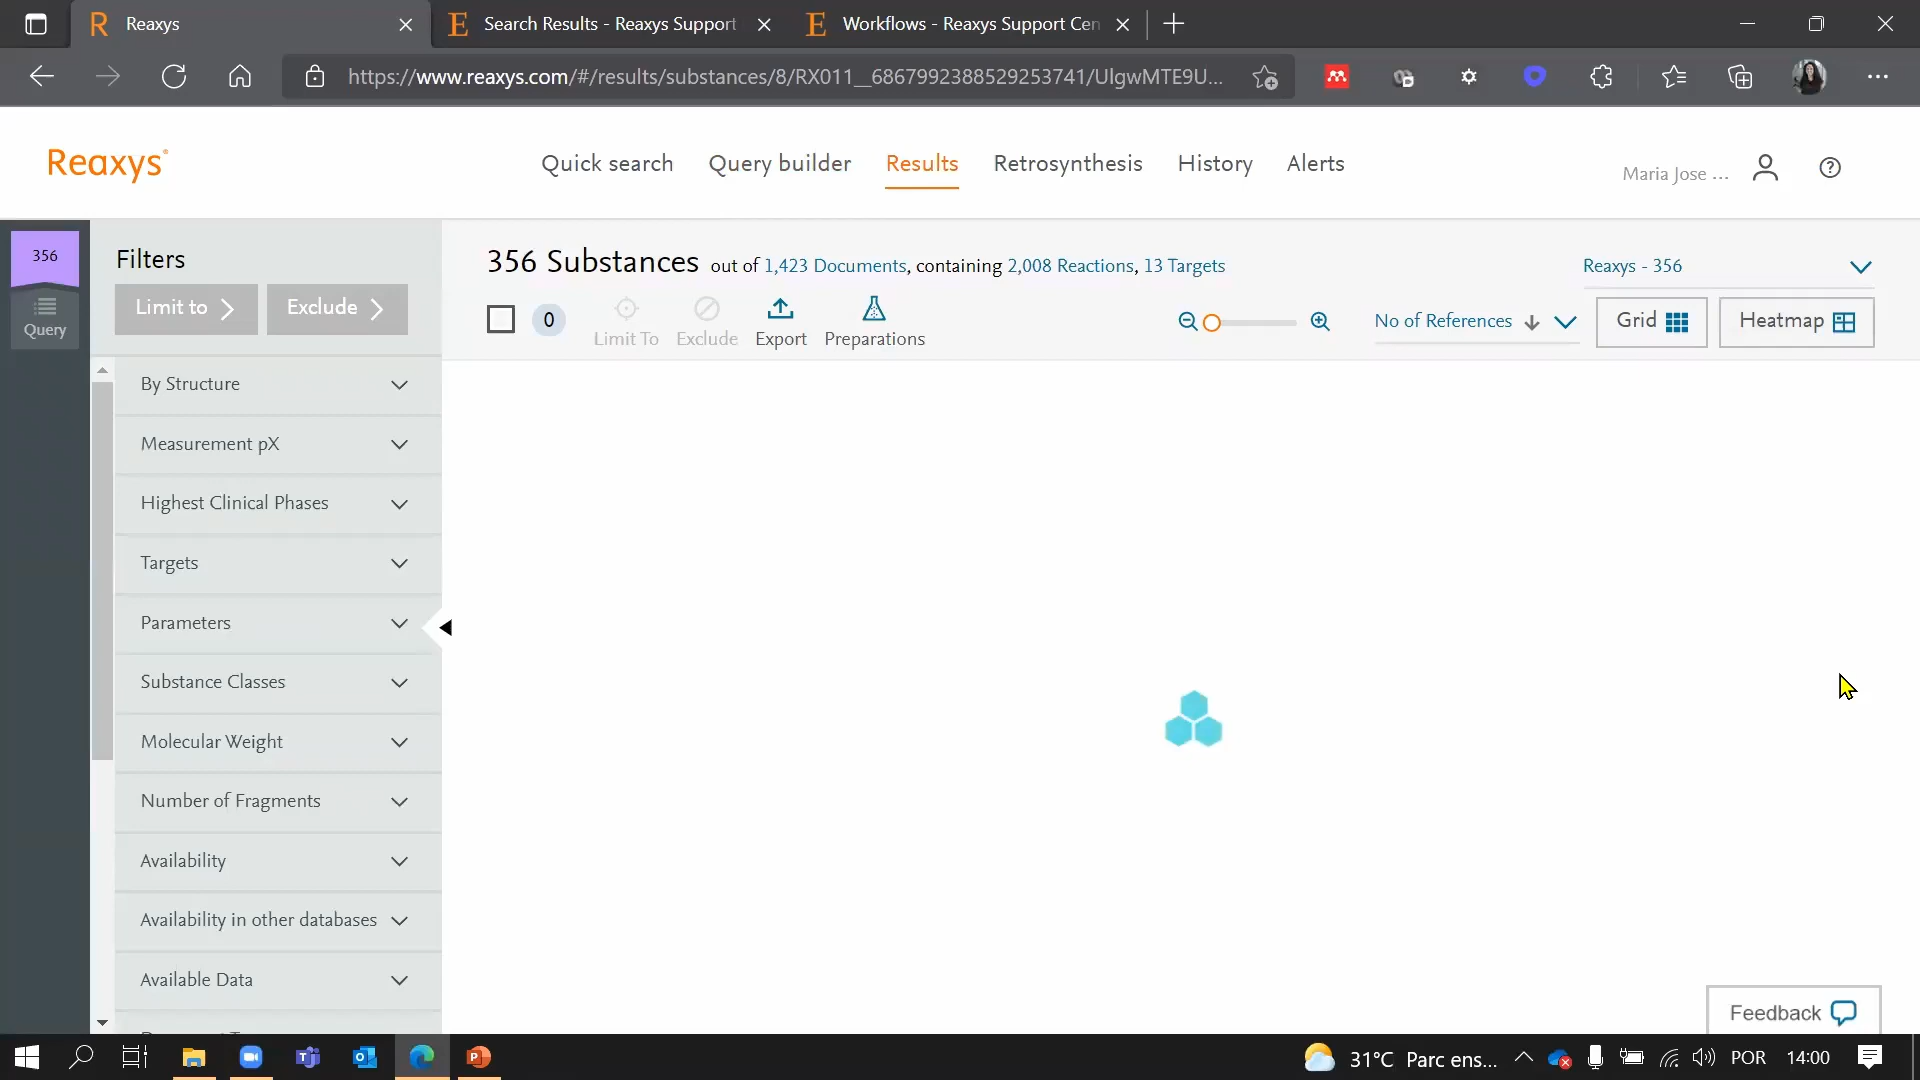 Reaxys
Search Results - Reaxys Support
Workflows - Reaxys Support Cen
https://www.reaxys.com/#/results/substances/8/RX011__6867992388529253741/UlgwMTE9U...
Reaxys
Quick search
Query builder
Results
Retrosynthesis
History
Alerts
Maria Jose ...
356
Query
Filters
Limit to
Exclude
356 Substances out of 1,423 Documents, containing 2,008 Reactions, 13 Targets
Reaxys - 356
0
Limit To
Exclude
Export
Preparations
No of References
Grid
Heatmap
By Structure
Measurement pX
Highest Clinical Phases
Targets
Parameters
Substance Classes
Molecular Weight
Number of Fragments
Availability
Availability in other databases
Available Data
Feedback
31°C Parc ens...
POR
14:00